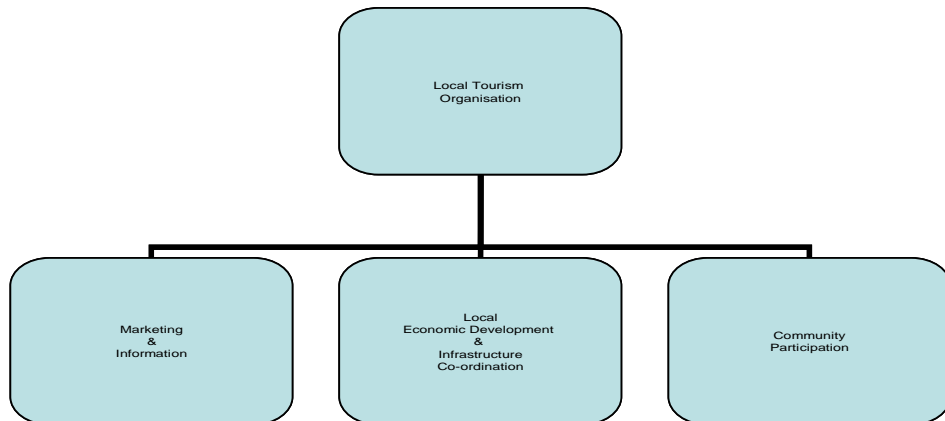 Local Tourism
Organisation
Marketing
&
Information
Local
Economic Development
&
Infrastructure
Co-ordination
Community
Participation